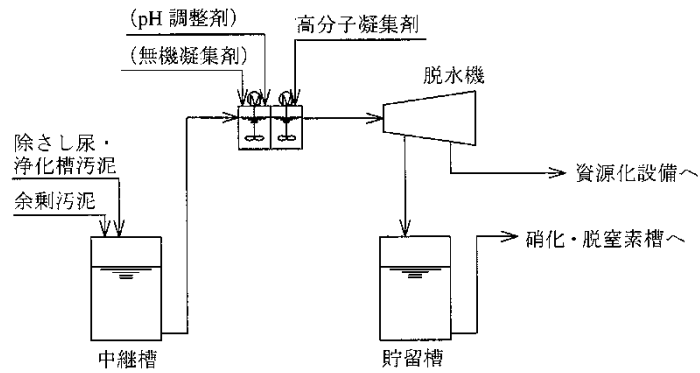 (pH 調整剤)
(無機凝集剤)
高分子凝集剤
脱水機
除さし尿・
浄化槽汚泥
余剰汚泥
資源化設備へ
硝化・脱窒素槽へ
中継槽
貯留槽